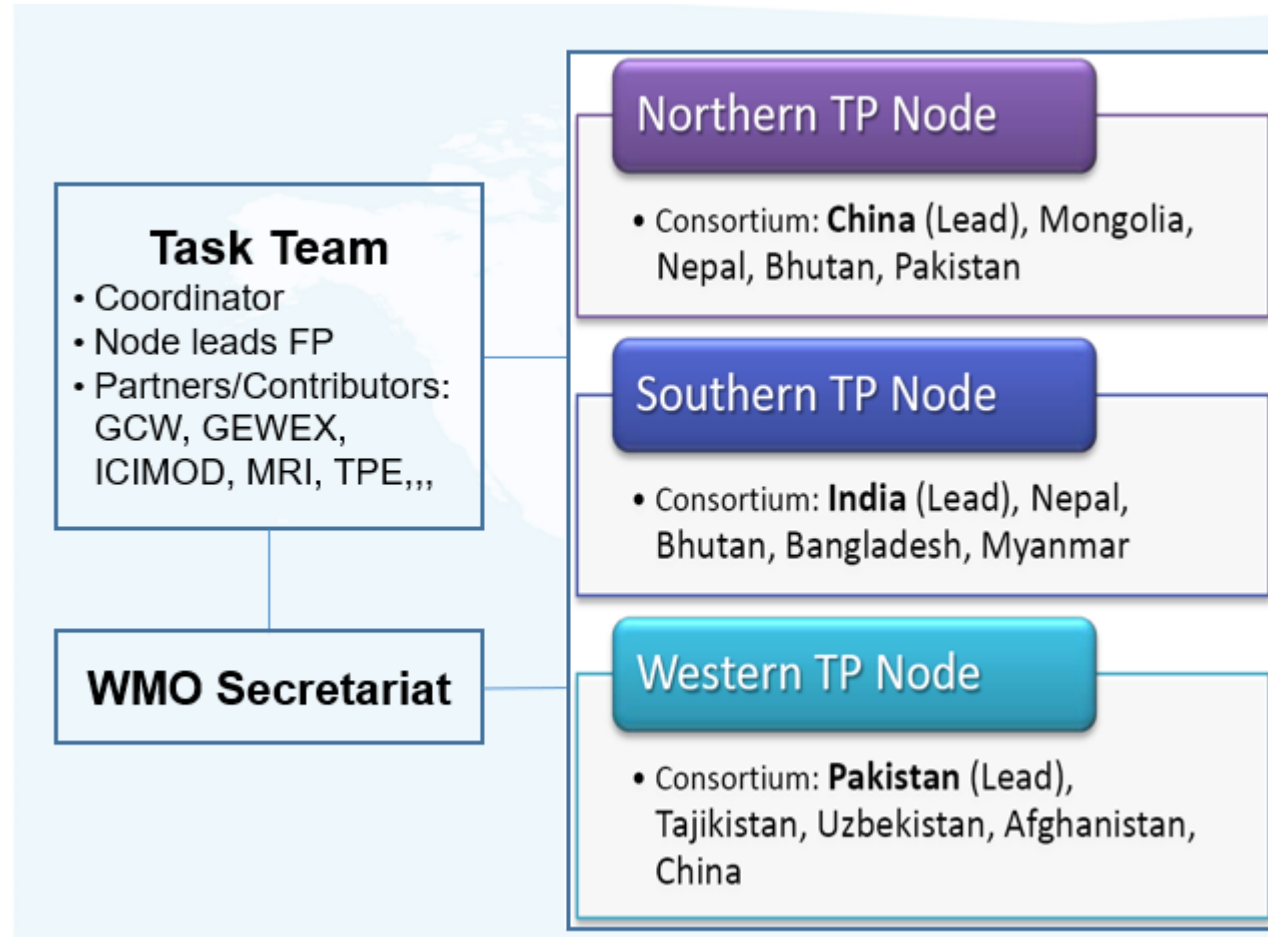 Task Team
• Coordinator
• Node leads FP
• Partners/Contributors:
GCW, GEWEX,
ICIMOD, MRI, TPE,,,
WMO Secretariat
Northern TP Node
• Consortium: China (Lead), Mongolia,
Nepal, Bhutan, Pakistan
Southern TP Node
• Consortium: India (Lead), Nepal,
Bhutan, Bangladesh, Myanmar
Western TP Node
• Consortium: Pakistan (Lead),
Tajikistan, Uzbekistan, Afghanistan,
China